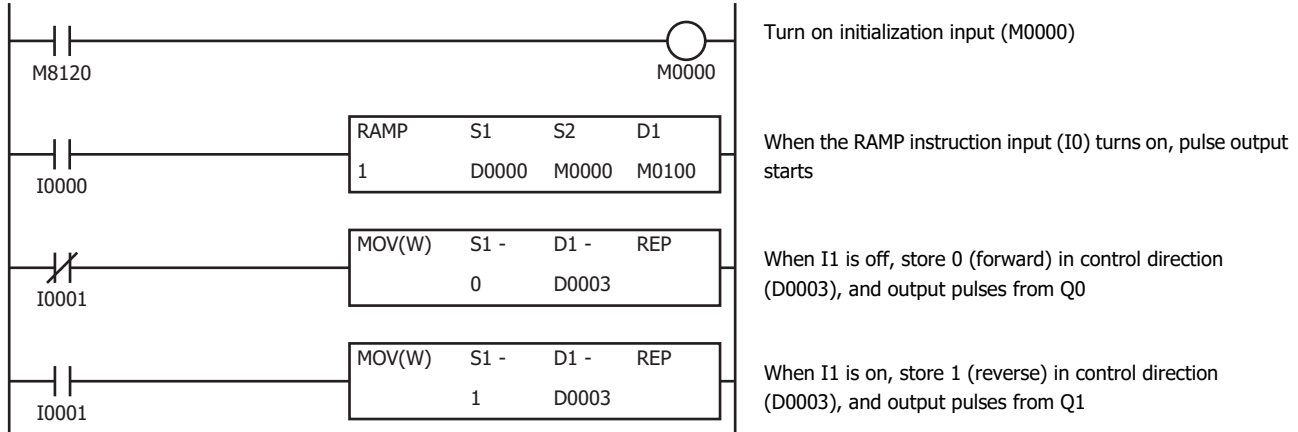 M8120
M0000
Turn on initialization input (M0000)
RAMP S1 S2 D1
1 D0000 M0000 M0100
I0000
When the RAMP instruction input (I0) turns on, pulse output
starts
MOV(W) S1 - D1 - REP
0 D0003
I0001
When I1 is off, store 0 (forward) in control direction
(D0003), and output pulses from Q0
MOV(W) S1 - D1 - REP
1 D0003
I0001
When I1 is on, store 1 (reverse) in control direction
(D0003), and output pulses from Q1